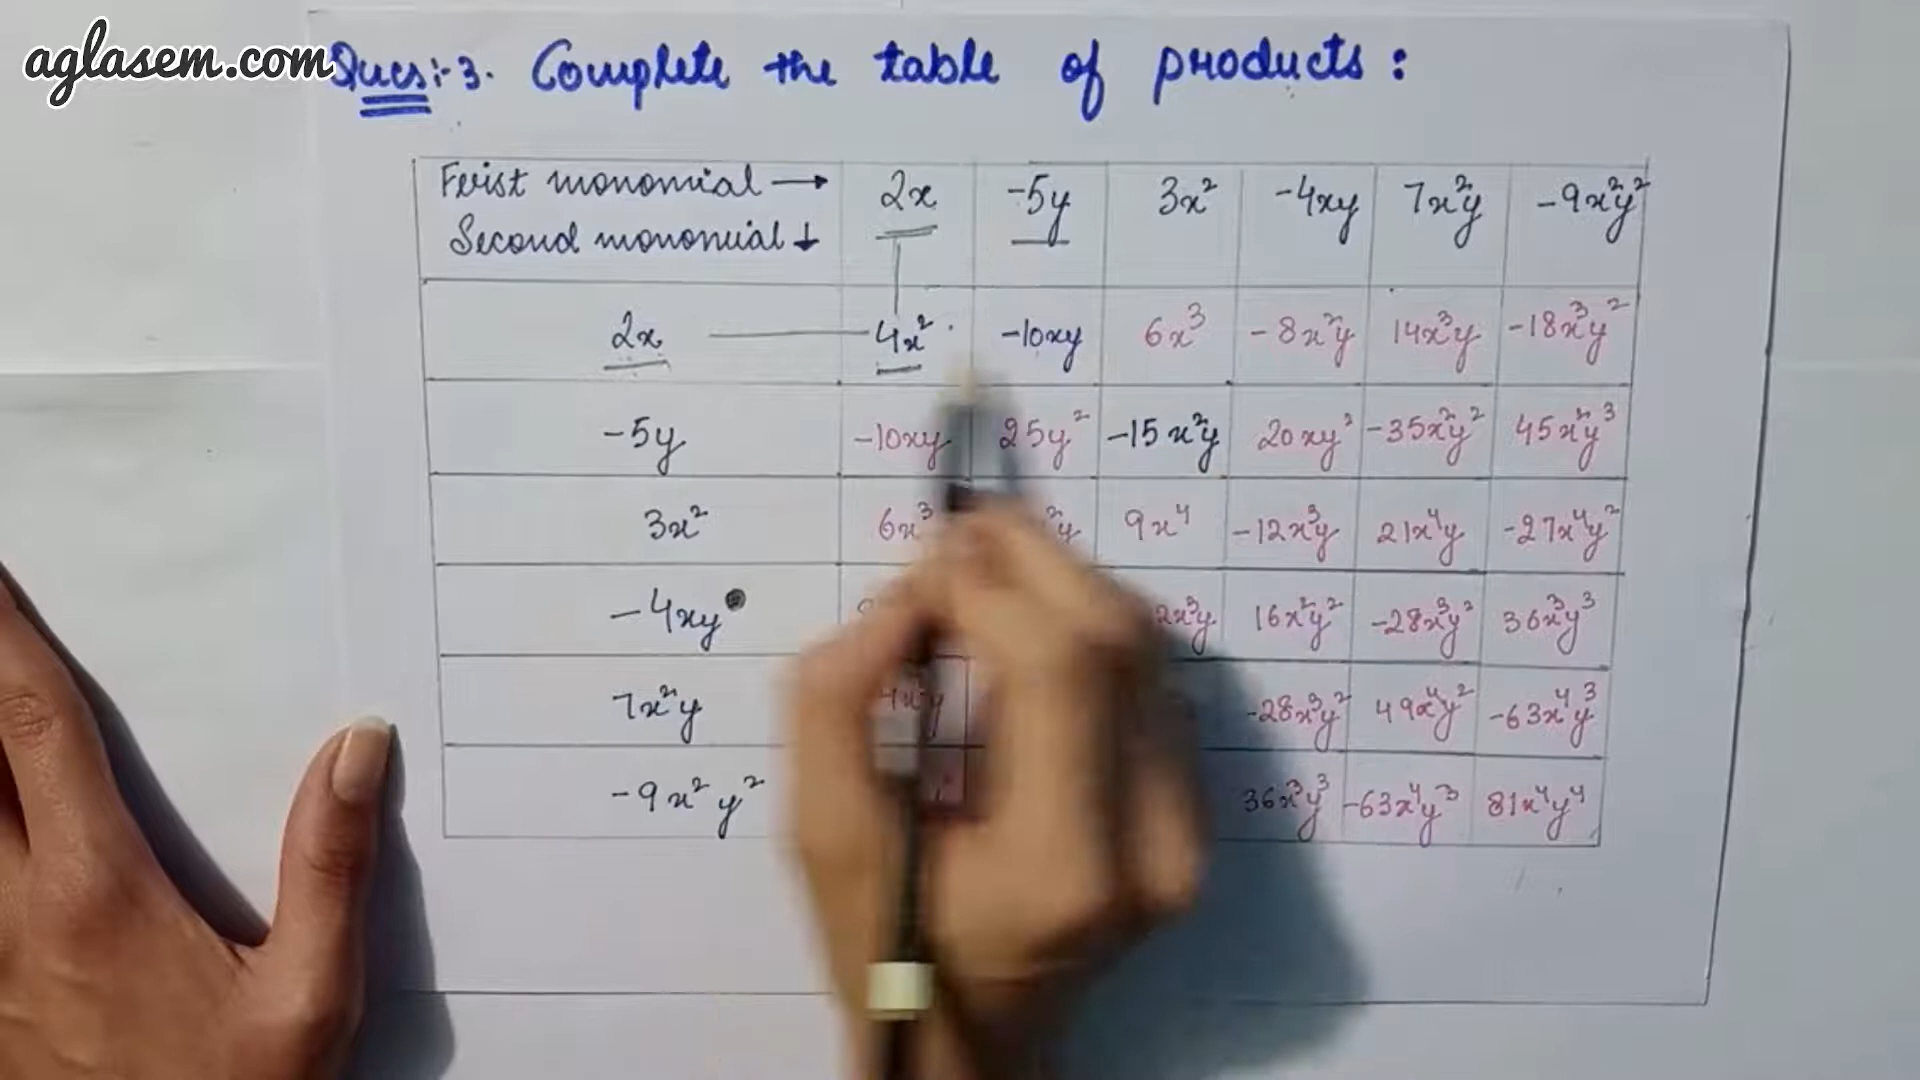 aglasem.com
Ques:-3. Complete the table of products:
First monomial → 2x -5y 3x² -4xy 7x²y -9x²y²
Second monomial ↓
2x 4x² -10xy 6x³ -8x²y 14x³y -18x³y²
-5y -10xy 25y² -15x²y 20xy² -35x²y² 45x²y³
3x² 6x³ 9x⁴ -12x³y 21x⁴y -27x⁴y²
-4xy 16x²y² -28x³y² 36x³y³
7x²y -28x³y² 49x⁴y² -63x⁴y³
-9x²y² 36x³y³ -63x⁴y³ 81x⁴y⁴